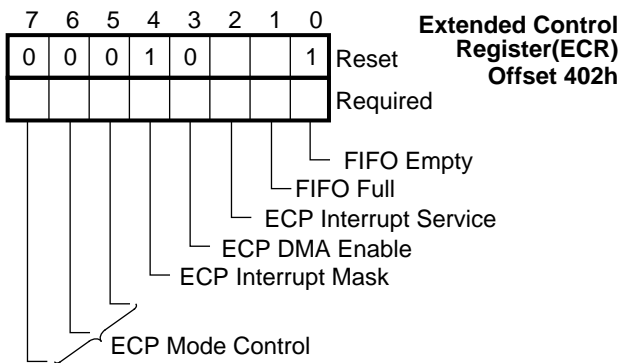 7 6 5 4 3 2 1 0
Extended Control
Register(ECR)
Offset 402h
0 0 0 1 0 1 Reset
Required
FIFO Empty
FIFO Full
ECP Interrupt Service
ECP DMA Enable
ECP Interrupt Mask
ECP Mode Control